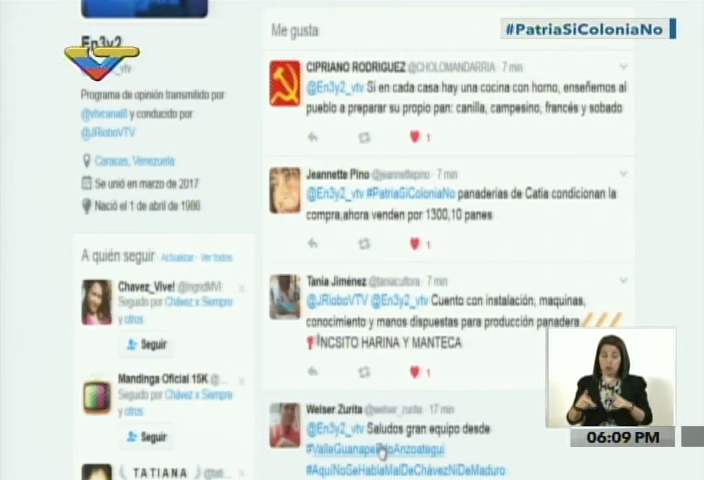 #PatriaSiColoniaNo
Me gusta
En3y2
_vtv
Programa de opinión transmitido por
@vtvcanal8 y conducido por
@JRioboVTV
Caracas, Venezuela
Se unió en marzo de 2017
Nació el 1 de abril de 1986
A quién seguir · Actualizar · Ver todos
Chavez_Vive! @IngridMVI
Seguido por Chávez x Siempre
y otros
Seguir
Mandinga Oficial 15K @...
Seguido por Chávez x Siempre
y otros
Seguir
TATIANA
CIPRIANO RODRIGUEZ @CHOLOMANDARRIA · 7 min
@En3y2_vtv Si en cada casa hay una cocina con horno, enseñemos al
pueblo a preparar su propio pan: canilla, campesino, francés y sobado
1
Jeannette Pino @jeannettepino · 7 min
@En3y2_vtv #PatriaSiColoniaNo panaderias de Catia condicionan la
compra,ahora venden por 1300,10 panes
1
Tania Jiménez @taniacultora · 7 min
@JRioboVTV @En3y2_vtv Cuento con instalación, maquinas,
conocimiento y manos dispuestas para producción panadera
NCSITO HARINA Y MANTECA
1
Welser Zurita @welser_zurita · 17 min
@En3y2_vtv Saludos gran equipo desde
#AquiNoSeHablaMalDeChávezNiDeMaduro
06:09 PM